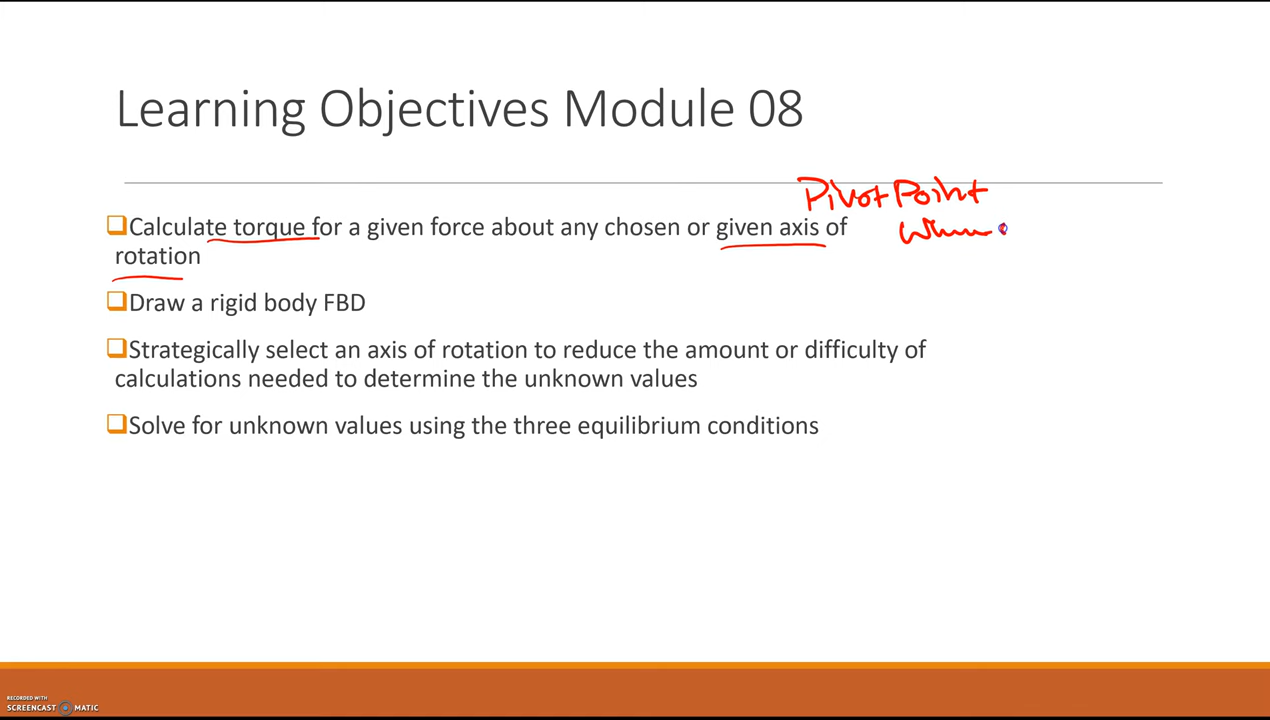 Learning Objectives Module 08
Pivot Point
Calculate torque for a given force about any chosen or given axis of
rotation
Draw a rigid body FBD
Strategically select an axis of rotation to reduce the amount or difficulty of
calculations needed to determine the unknown values
Solve for unknown values using the three equilibrium conditions
RECORDED WITH
SCREENCAST MATIC